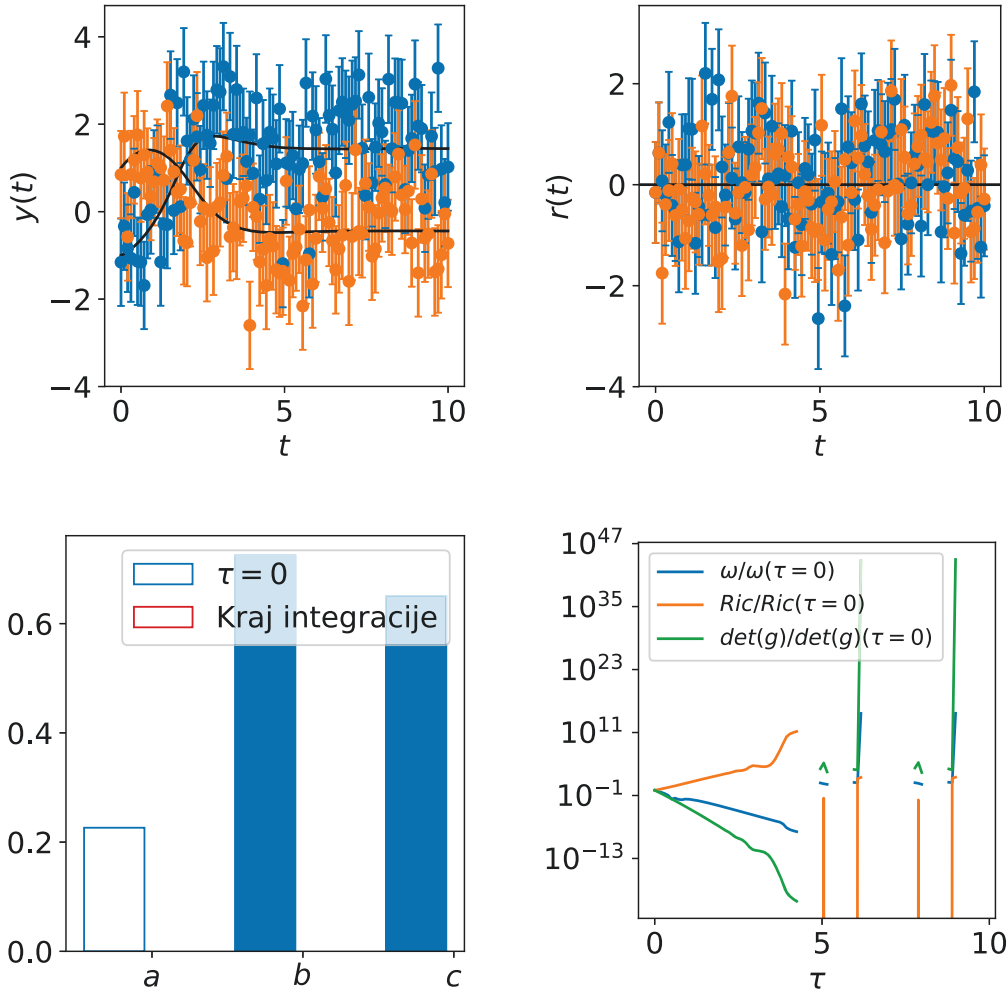 4
2
0
−2
−4
y(t)
0
5
10
t
2
0
−2
−4
r(t)
0
5
10
t
0.6
0.4
0.2
0.0
τ = 0
Kraj integracije
a
b
c
10^47
10^35
10^23
10^11
10^−1
10^−13
ω/ω(τ = 0)
Ric/Ric(τ = 0)
det(g)/det(g)(τ = 0)
0
5
10
τ